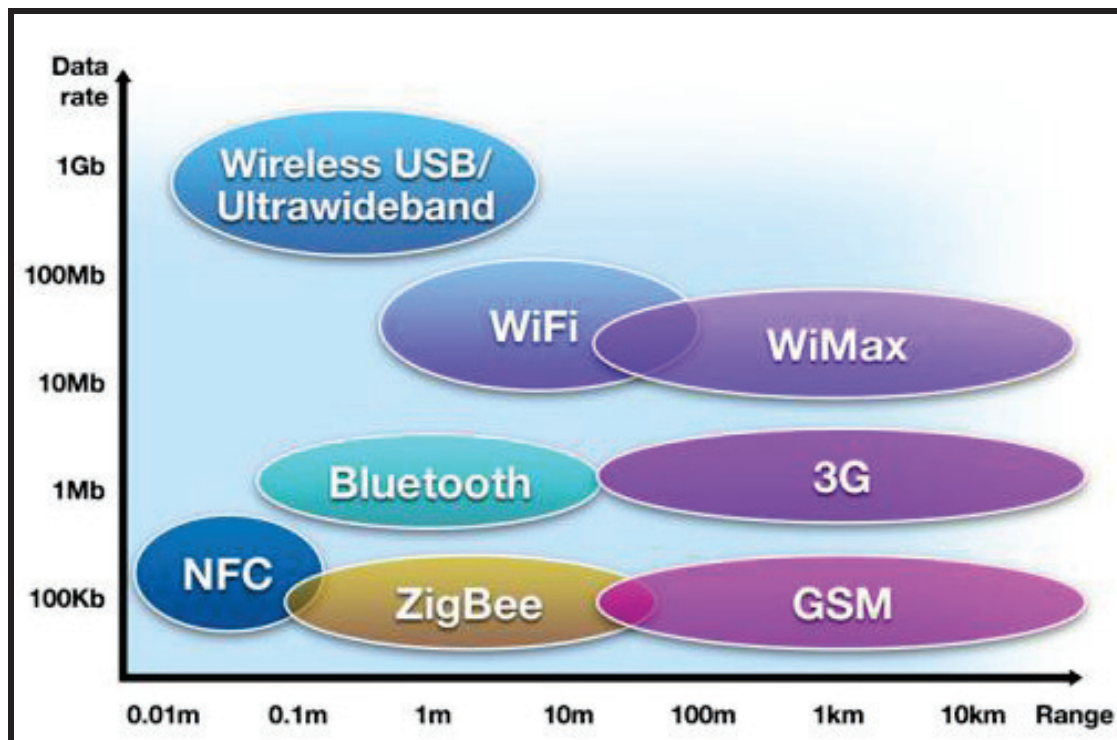 Data
rate
1Gb
100Mb
10Mb
1Mb
100Kb
Wireless USB/
Ultrawideband
WiFi
WiMax
Bluetooth
3G
NFC
ZigBee
GSM
0.01m 0.1m 1m 10m 100m 1km 10km Range